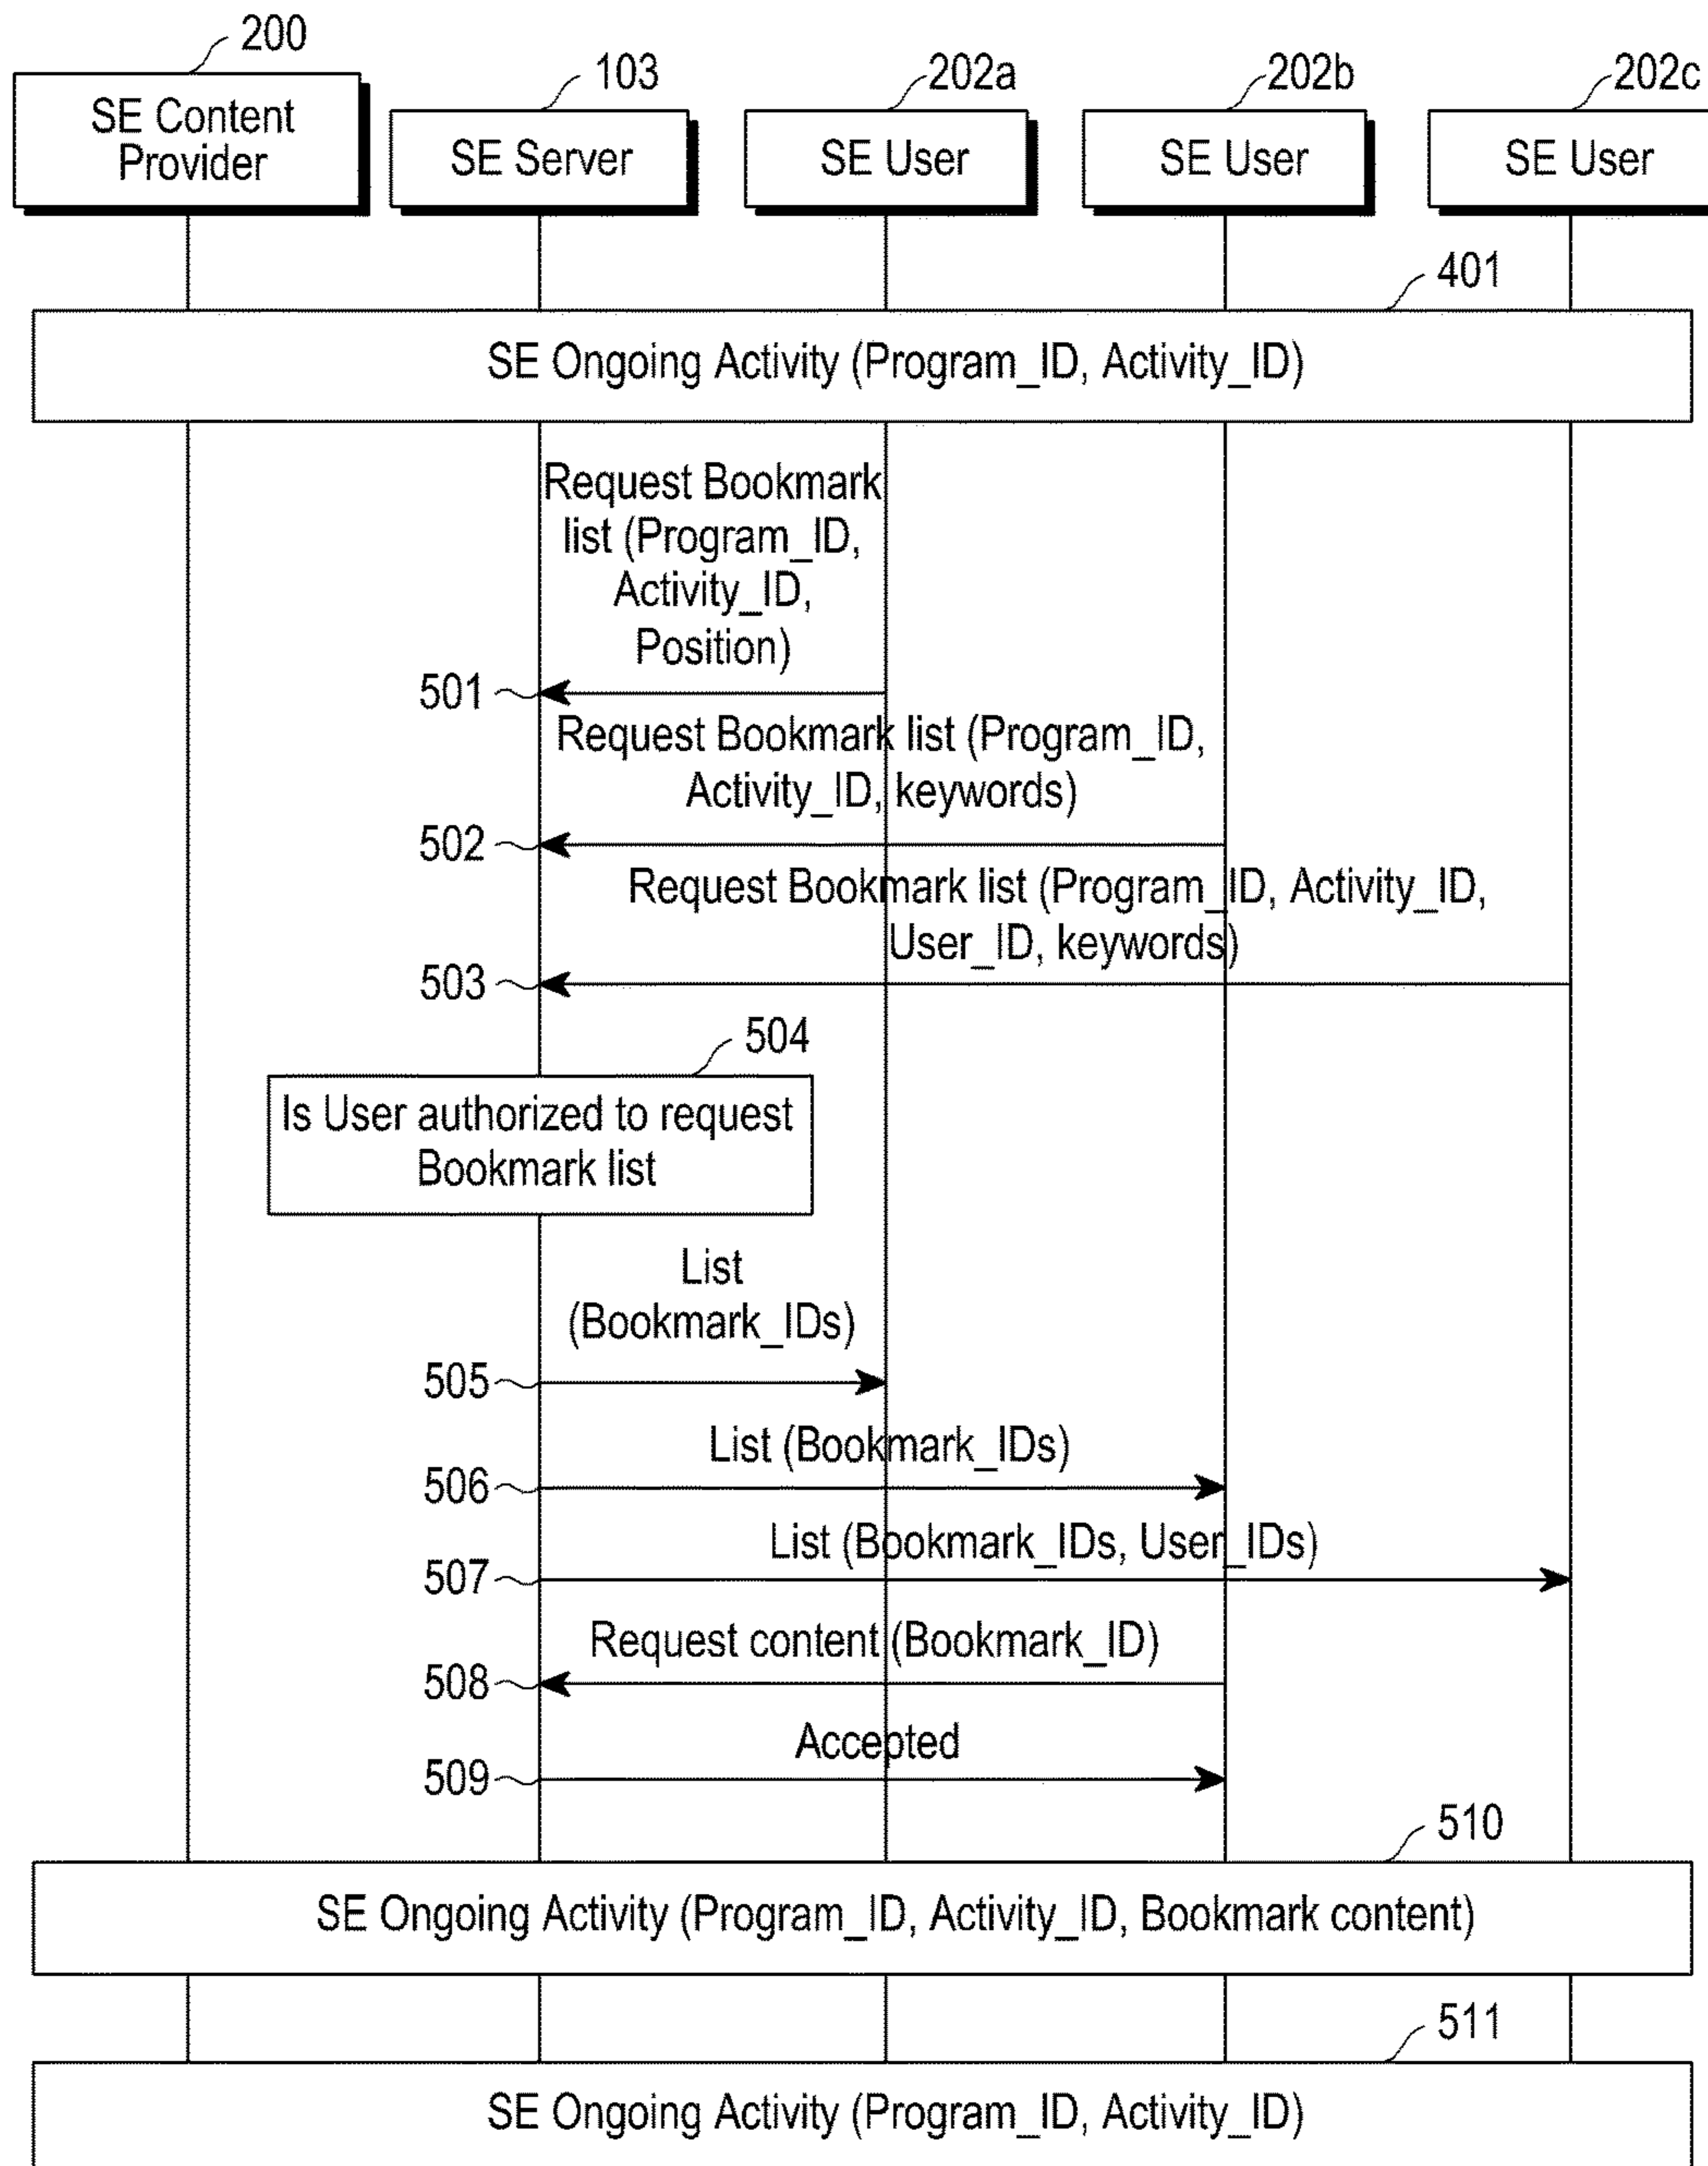 200
103
202a
202b
202c
SE Content
Provider
SE Server
SE User
SE User
SE User
401
SE Ongoing Activity (Program_ID, Activity_ID)
Request Bookmark
list (Program_ID,
Activity_ID,
Position)
501
Request Bookmark list (Program_ID,
Activity_ID, keywords)
502
Request Bookmark list (Program_ID, Activity_ID,
User_ID, keywords)
503
504
Is User authorized to request
Bookmark list
List
(Bookmark_IDs)
505
List (Bookmark_IDs)
506
List (Bookmark_IDs, User_IDs)
507
Request content (Bookmark_ID)
508
Accepted
509
510
SE Ongoing Activity (Program_ID, Activity_ID, Bookmark content)
511
SE Ongoing Activity (Program_ID, Activity_ID)